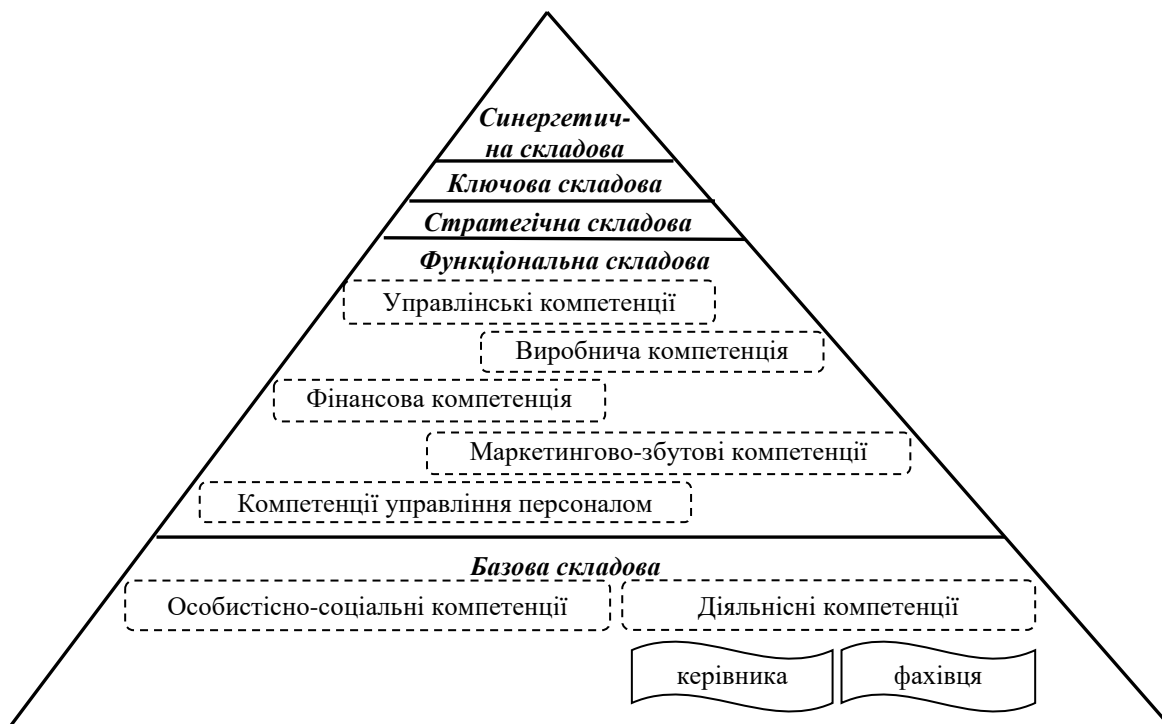 Синергетич-
на складова
Ключова складова
Стратегічна складова
Функціональна складова
Управлінські компетенції
Виробнича компетенція
Фінансова компетенція
Маркетингово-збутові компетенції
Компетенції управління персоналом
Базова складова
Особистісно-соціальні компетенції
Діяльнісні компетенції
керівника
фахівця